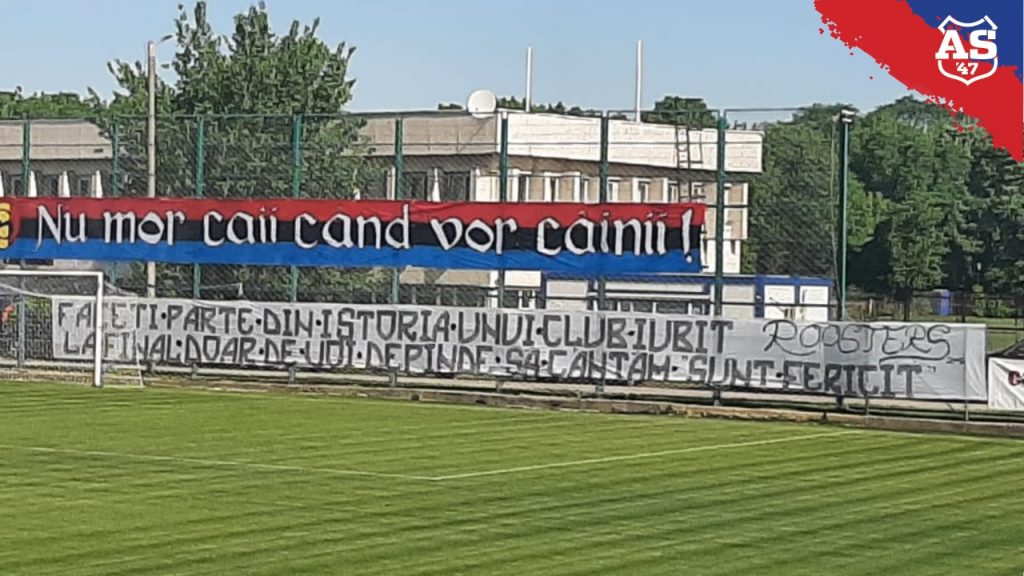 AS
'47
Nu mor caii cand vor câinii !
FACETI·PARTE·DIN·ISTORIA·UNUI·CLUB·IUBIT
LA·FINAL·DOAR·DE·VOI·DEPINDE·SA·CANTAM·"SUNT·FERICIT"
ROOSTERS